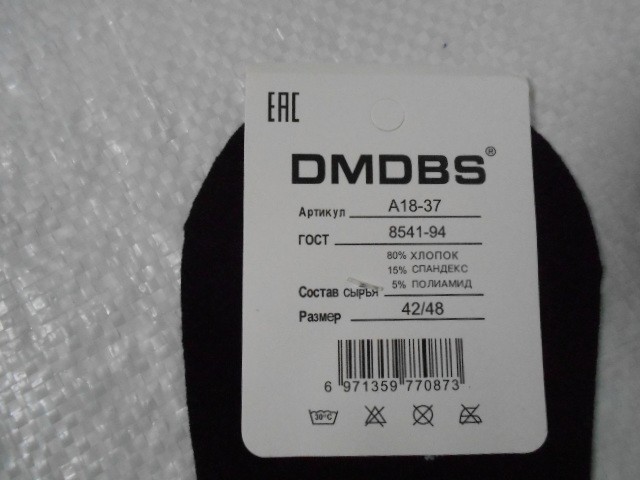 EAC
DMDBS®
Артикул A18-37
ГОСТ 8541-94
80% ХЛОПОК
15% СПАНДЕКС
Состав сырья 5% ПОЛИАМИД
Размер 42/48
6 971359 770873
30°C